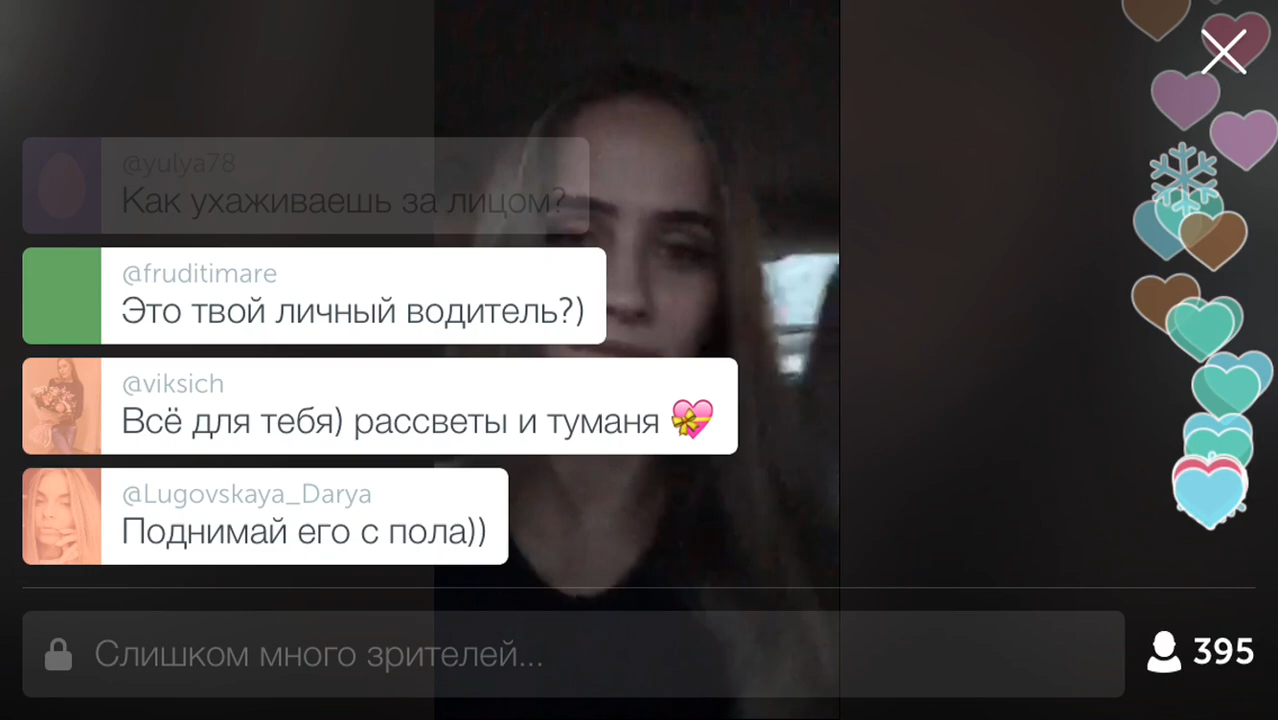 @yulya78
Как ухаживаешь за лицом?
@fruditimare
Это твой личный водитель?)
@viksich
Всё для тебя) рассветы и туманя 💝
@Lugovskaya_Darya
Поднимай его с пола))
Слишком много зрителей...
395